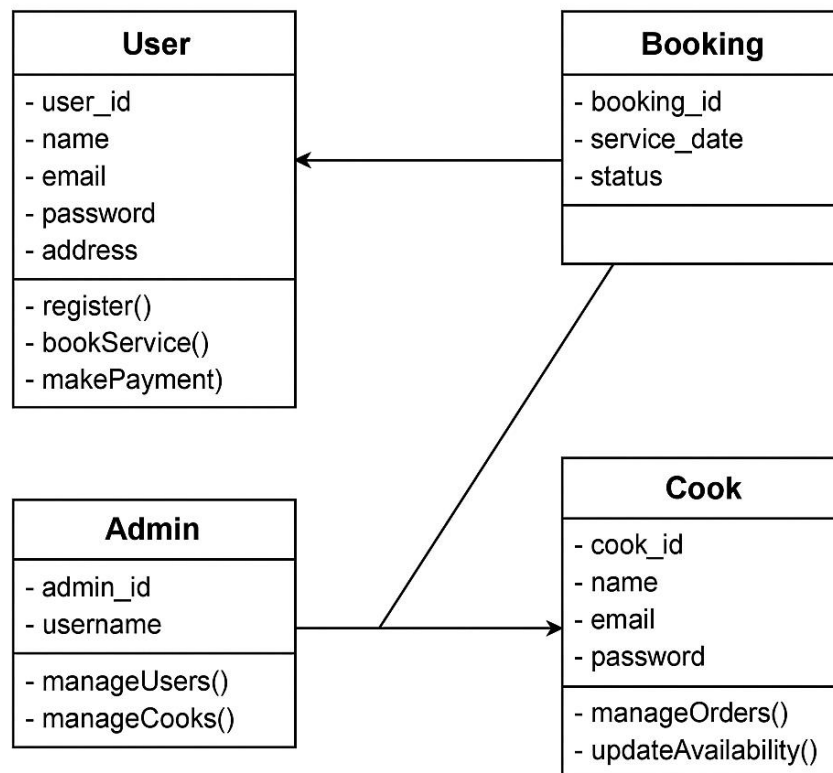 User
- user_id
- name
- email
- password
- address
- register()
- bookService()
- makePayment)
Booking
- booking_id
- service_date
- status
Admin
- admin_id
- username
- manageUsers()
- manageCooks()
Cook
- cook_id
- name
- email
- password
- manageOrders()
- updateAvailability()